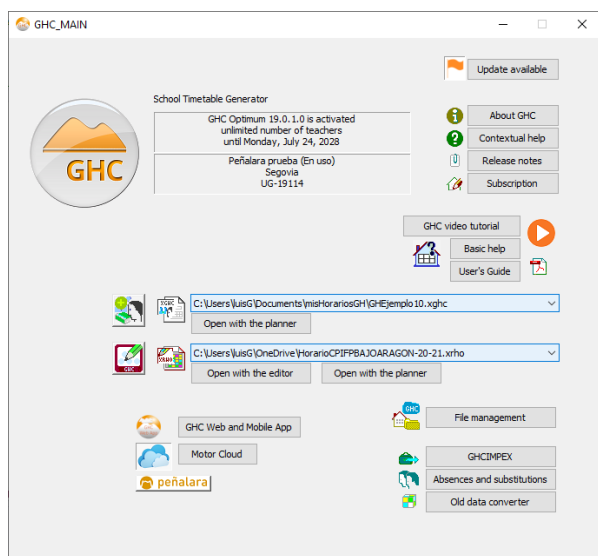 GHC_MAIN
Update available
School Timetable Generator
GHC Optimum 19.0.1.0 is activated
unlimited number of teachers
until Monday, July 24, 2028
Peñalara prueba (En uso)
Segovia
UG-19114
GHC
About GHC
Contextual help
Release notes
Subscription
GHC video tutorial
Basic help
User's Guide
C:\Users\luisG\Documents\misHorariosGH\GHEjemplo10.xghc
Open with the planner
C:\Users\luisG\OneDrive\HorarioCPIFPBAJOARAGON-20-21.xrho
Open with the editor
Open with the planner
GHC Web and Mobile App
Motor Cloud
peñalara
GHC
File management
GHCIMPEX
Absences and substitutions
Old data converter